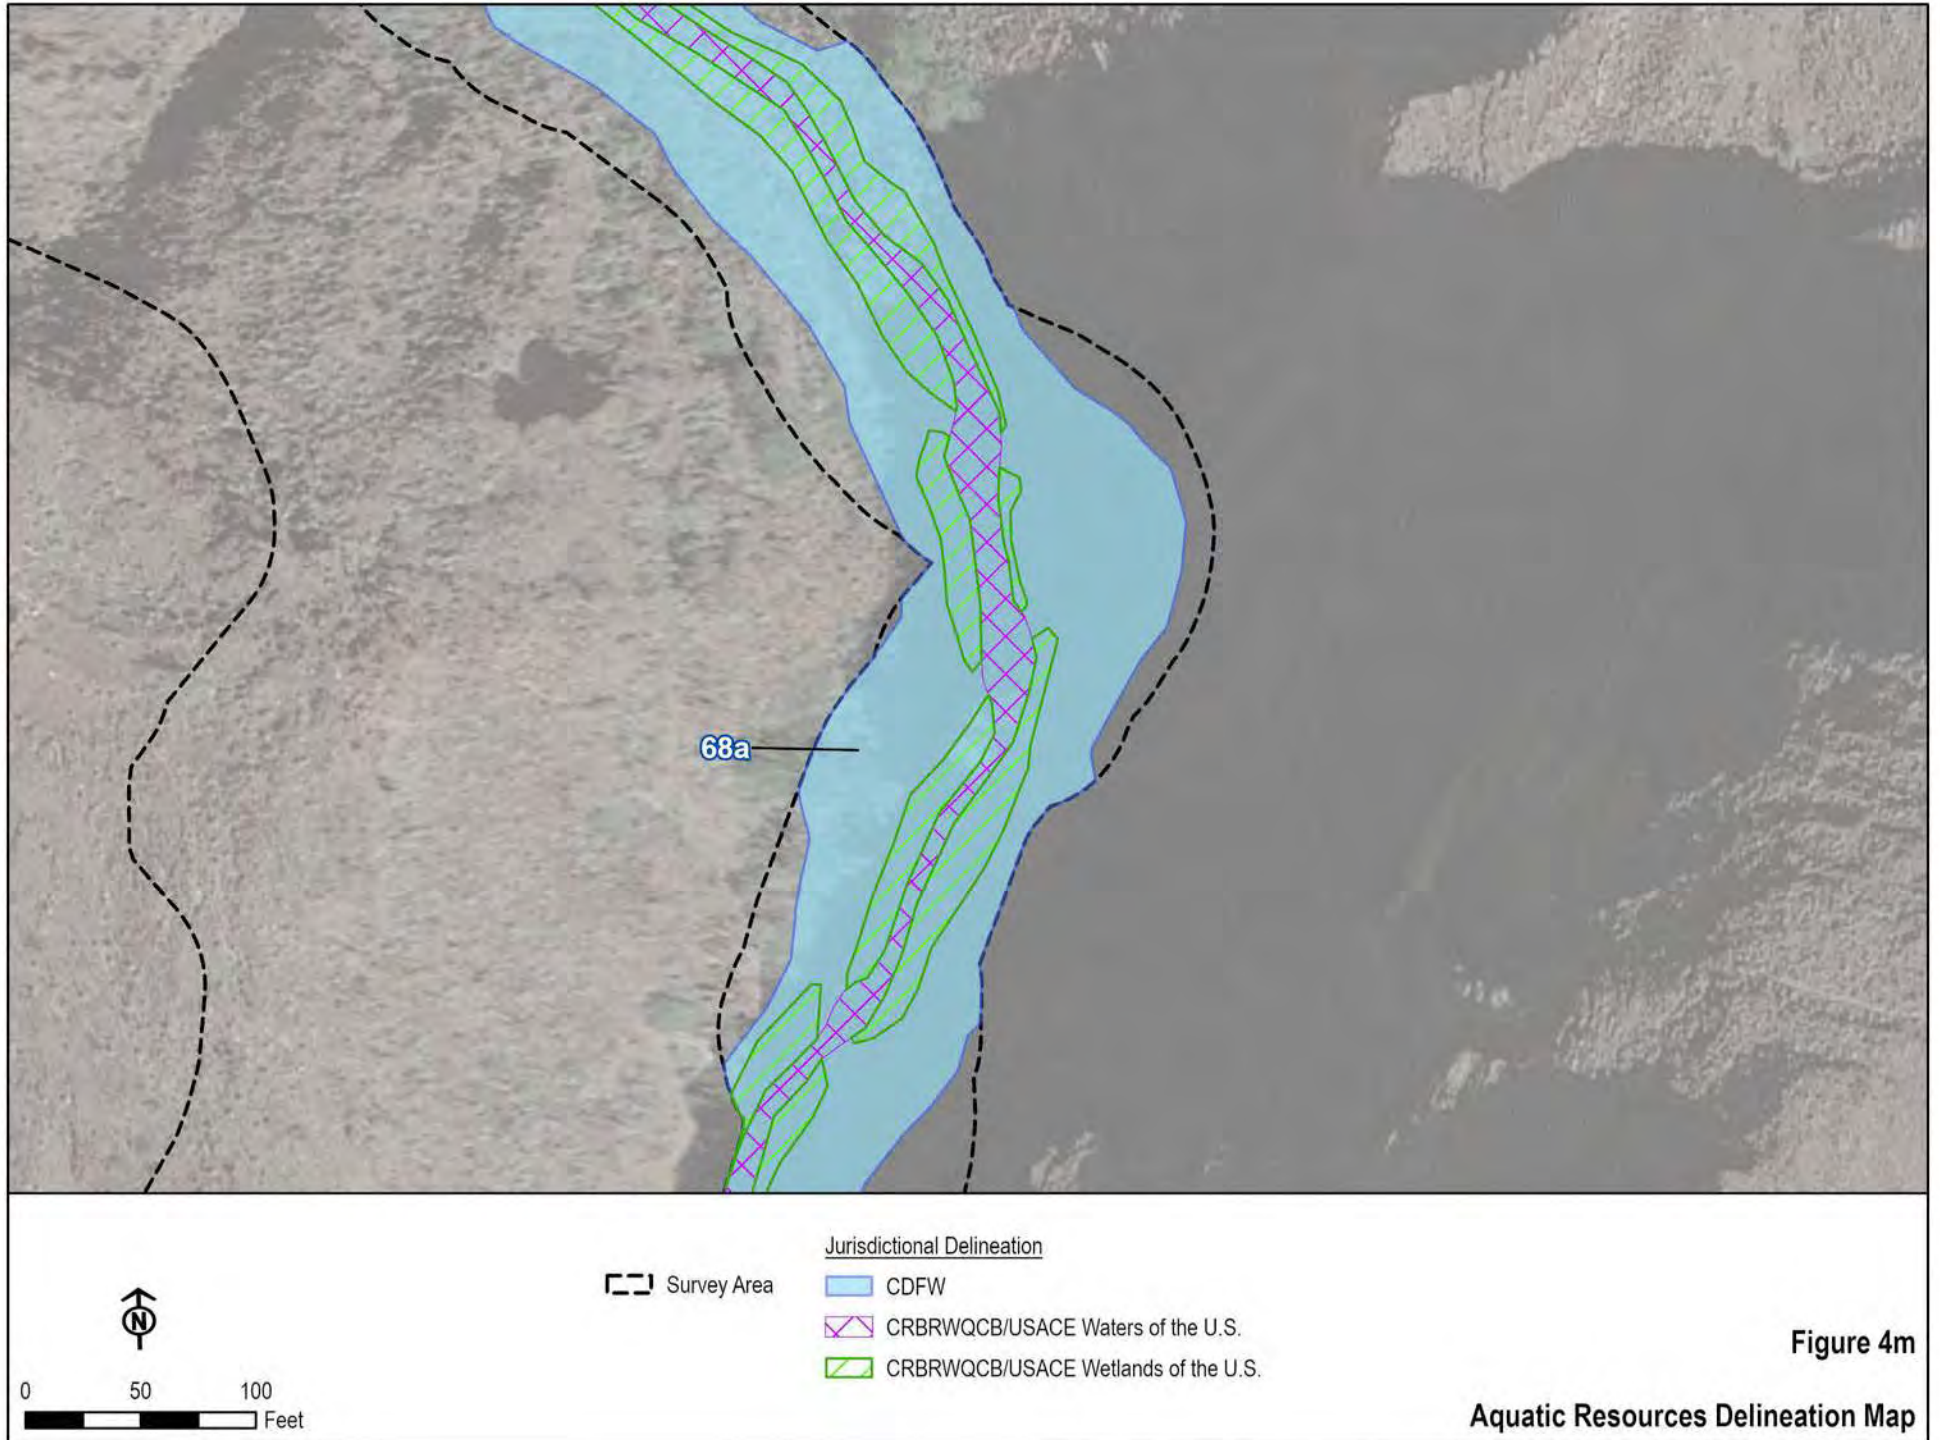 68a
Jurisdictional Delineation
Survey Area
CDFW
CRBRWQCB/USACE Waters of the U.S.
CRBRWQCB/USACE Wetlands of the U.S.
N
0 50 100
Feet
Figure 4m
Aquatic Resources Delineation Map